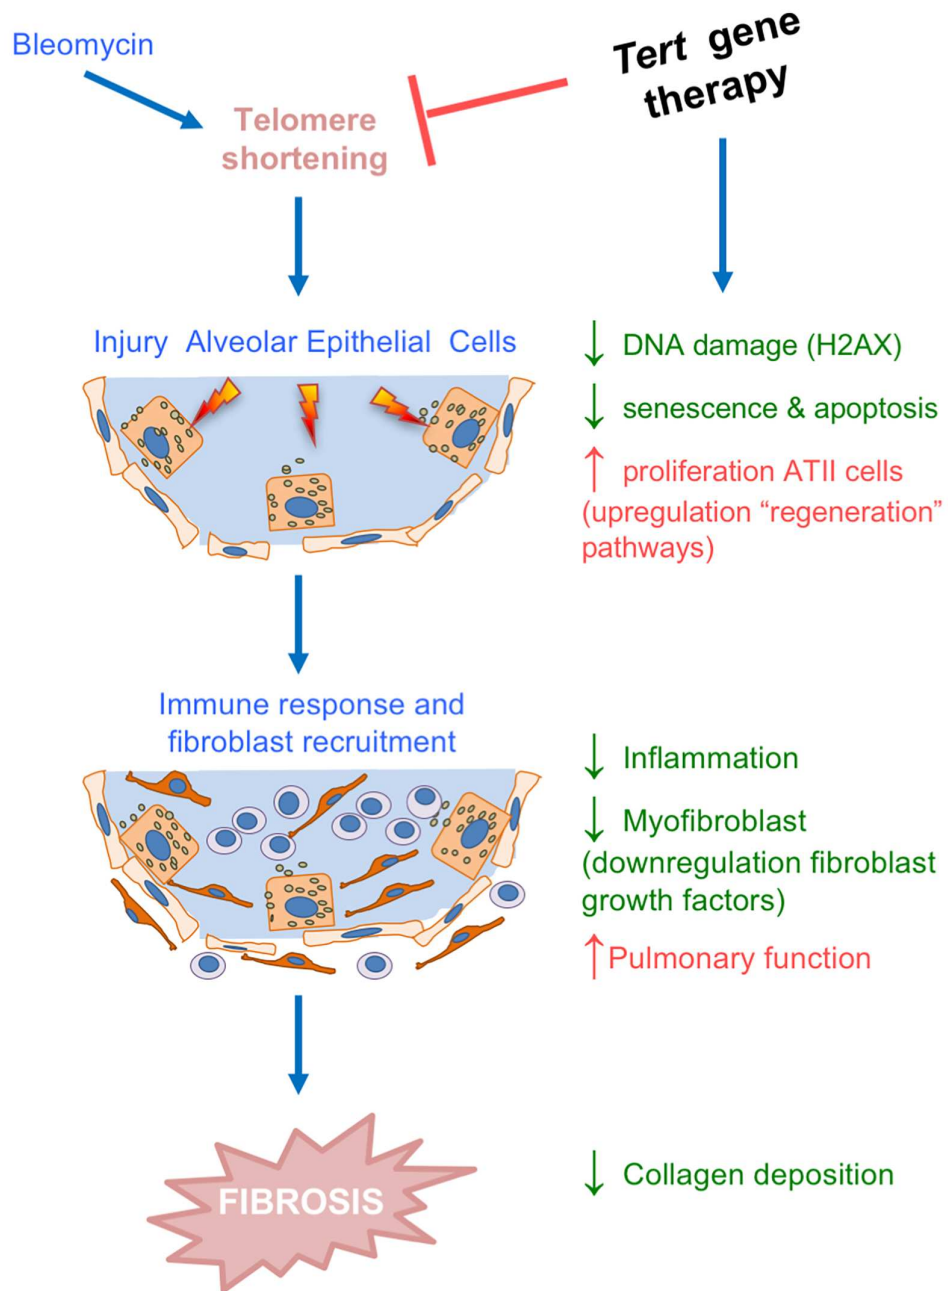 Bleomycin
Tert gene
therapy
Telomere
shortening
Injury Alveolar Epithelial Cells
↓ DNA damage (H2AX)
↓ senescence & apoptosis
↑ proliferation ATII cells
(upregulation “regeneration”
pathways)
Immune response and
fibroblast recruitment
↓ Inflammation
↓ Myofibroblast
(downregulation fibroblast
growth factors)
↑ Pulmonary function
FIBROSIS
↓ Collagen deposition